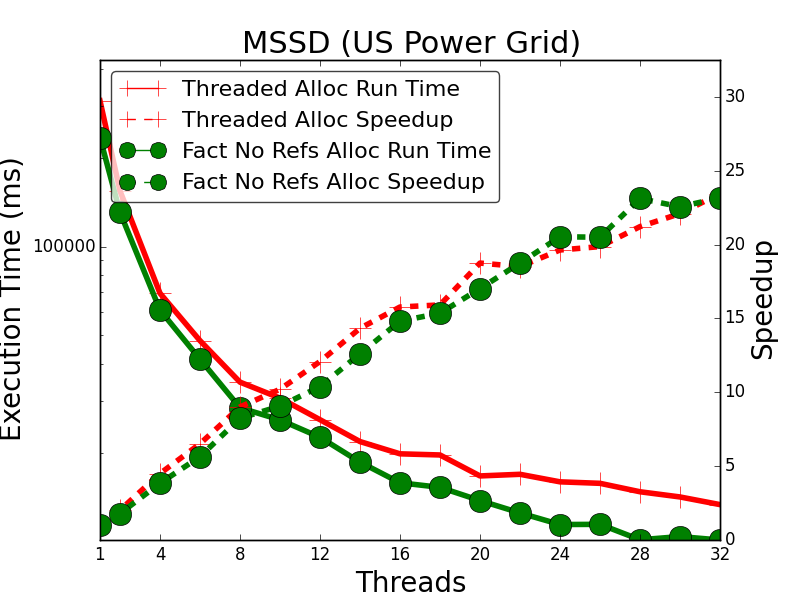 MSSD (US Power Grid)
Threaded Alloc Run Time
Threaded Alloc Speedup
Fact No Refs Alloc Run Time
Fact No Refs Alloc Speedup
Execution Time (ms)
100000
30
25
20
15
10
5
0
Speedup
1 4 8 12 16 20 24 28 32
Threads